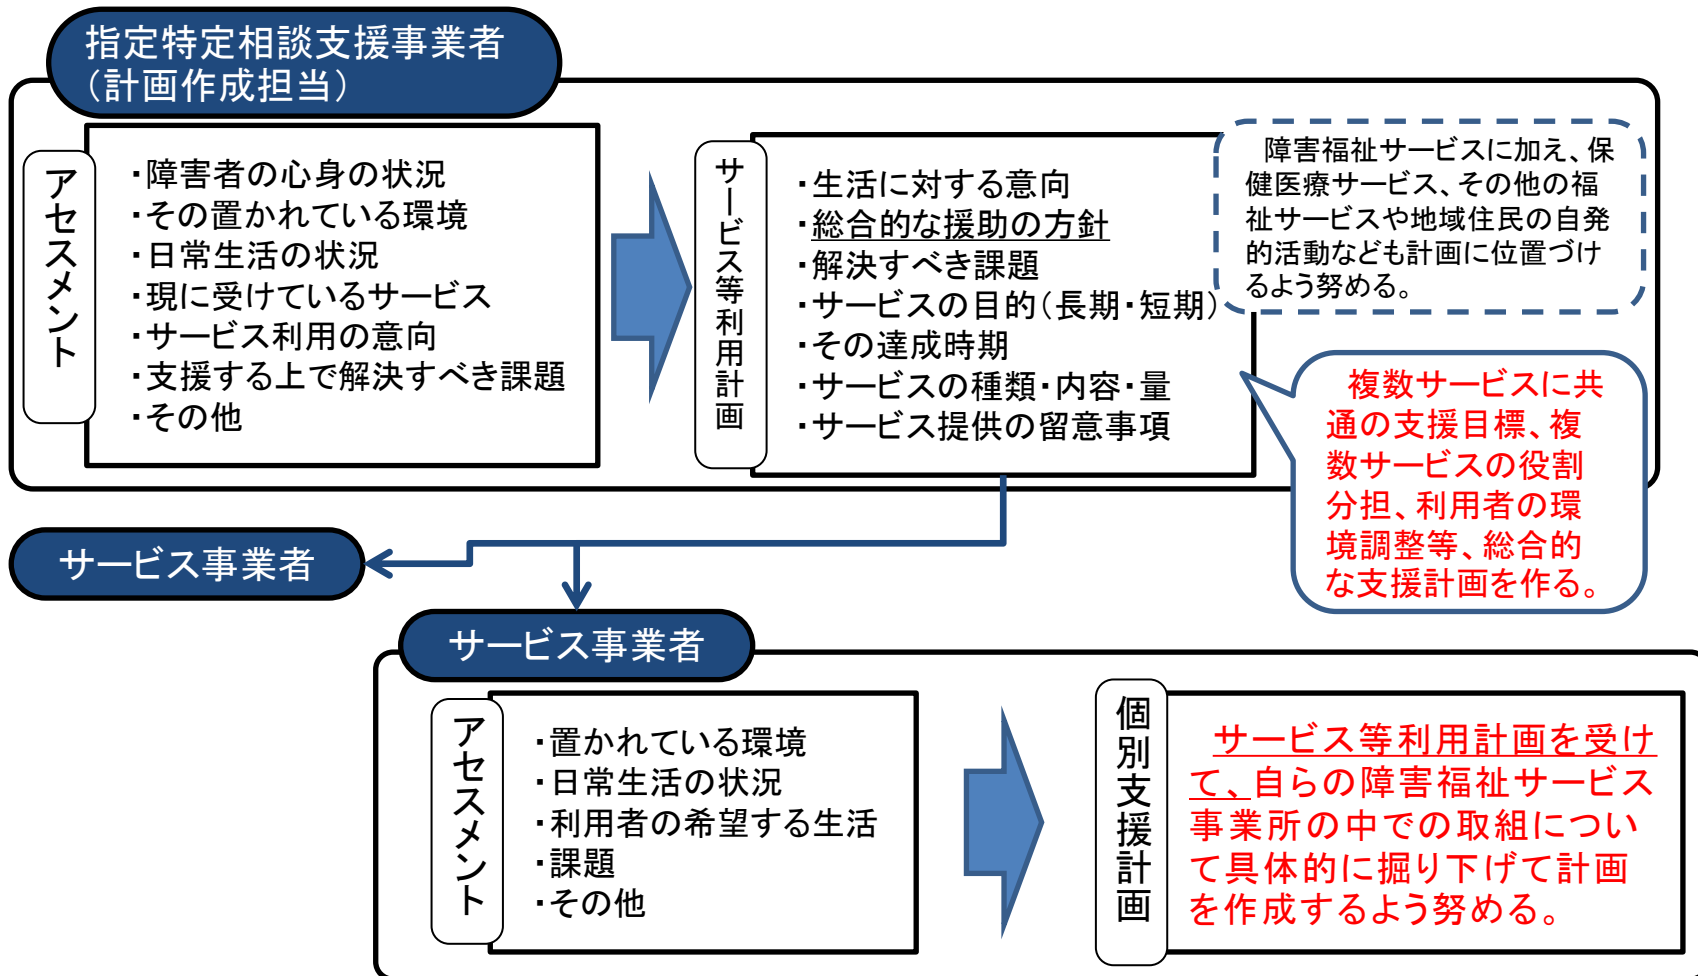 指定特定相談支援事業者
（計画作成担当）
アセスメント
・障害者の心身の状況
・その置かれている環境
・日常生活の状況
・現に受けているサービス
・サービス利用の意向
・支援する上で解決すべき課題
・その他
サービス等利用計画
・生活に対する意向
・総合的な援助の方針
・解決すべき課題
・サービスの目的（長期・短期）
・その達成時期
・サービスの種類・内容・量
・サービス提供の留意事項
障害福祉サービスに加え、保
健医療サービス、その他の福
祉サービスや地域住民の自発
的活動なども計画に位置づけ
るよう努める。
複数サービスに共
通の支援目標、複
数サービスの役割
分担、利用者の環
境調整等、総合的
な支援計画を作る。
サービス事業者
サービス事業者
アセスメント
・置かれている環境
・日常生活の状況
・利用者の希望する生活
・課題
・その他
個別支援計画
サービス等利用計画を受け
て、自らの障害福祉サービス
事業所の中での取組につい
て具体的に掘り下げて計画
を作成するよう努める。